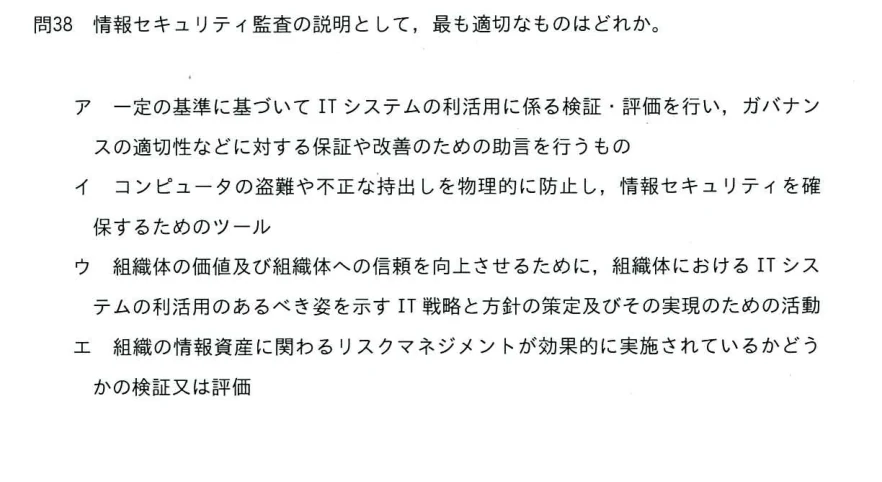 問38　情報セキュリティ監査の説明として，最も適切なものはどれか。
ア　一定の基準に基づいて IT システムの利活用に係る検証・評価を行い，ガバナン
スの適切性などに対する保証や改善のための助言を行うもの
イ　コンピュータの盗難や不正な持出しを物理的に防止し，情報セキュリティを確
保するためのツール
ウ　組織体の価値及び組織体への信頼を向上させるために，組織体における IT シス
テムの利活用のあるべき姿を示す IT 戦略と方針の策定及びその実現のための活動
エ　組織の情報資産に関わるリスクマネジメントが効果的に実施されているかどう
かの検証又は評価